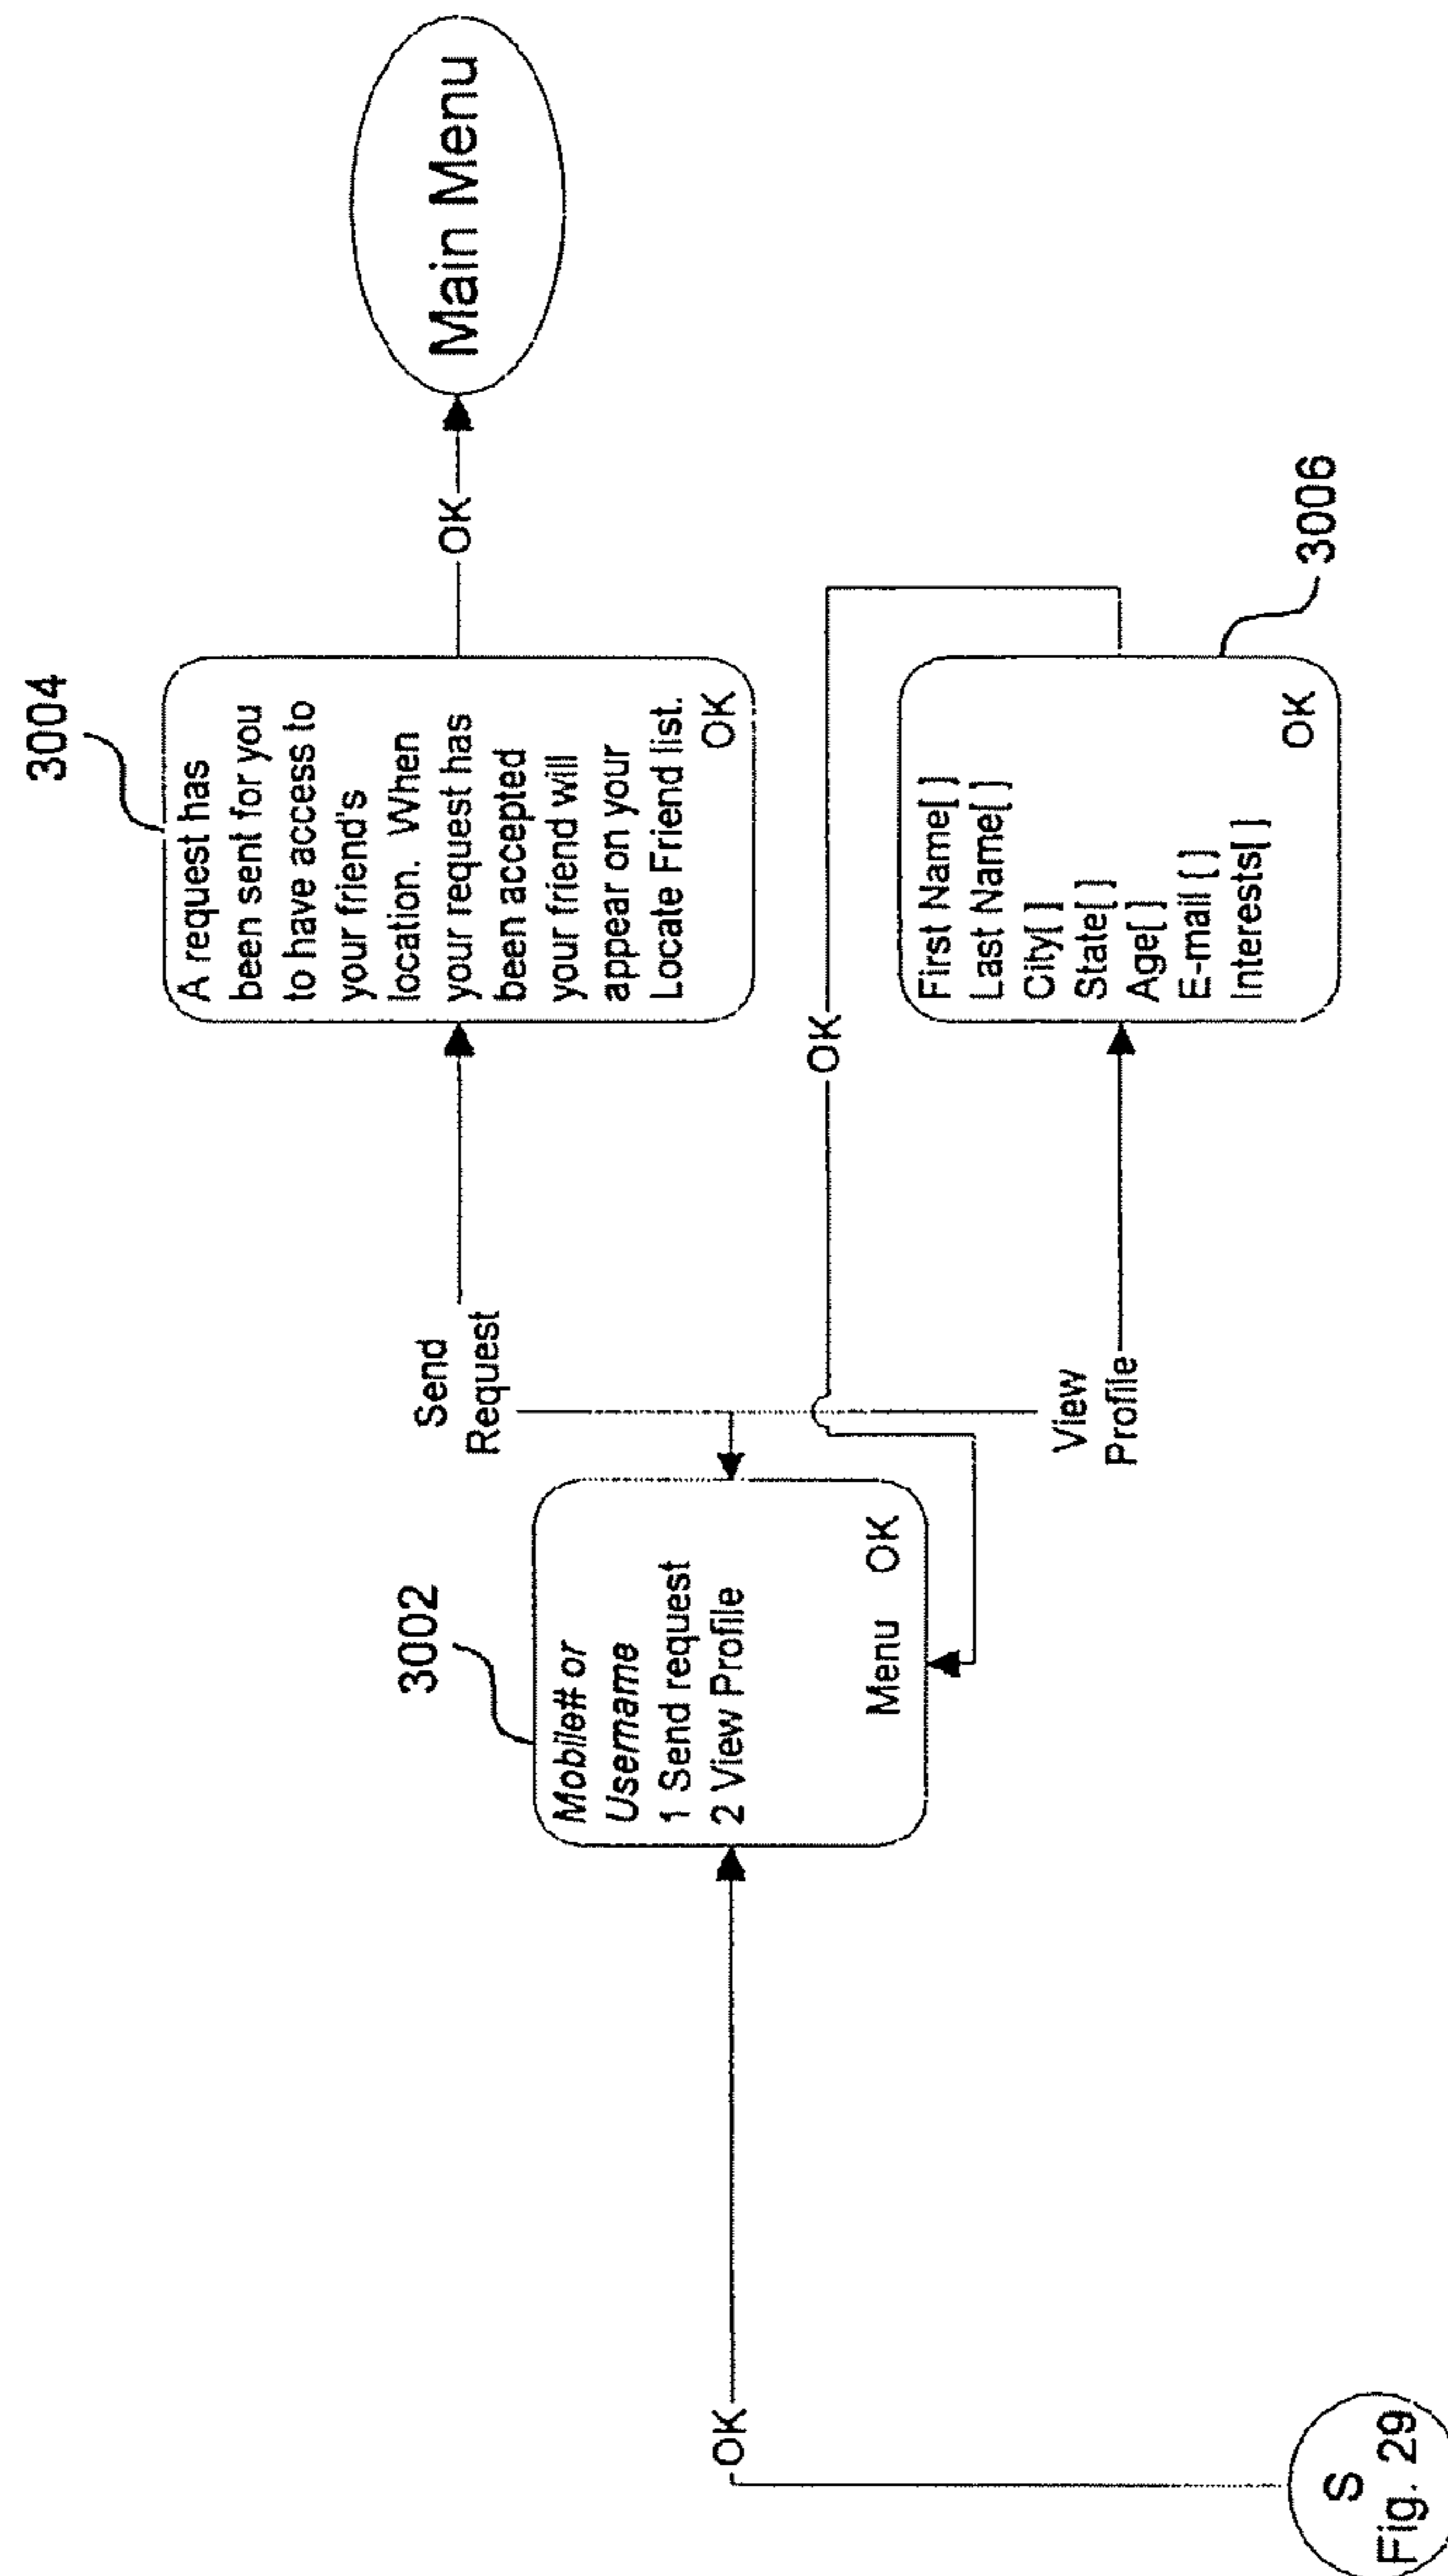 S
Fig. 29
OK
3002
Mobile# or
Username
1 Send request
2 View Profile
Menu OK
Send
Request
View
Profile
3004
A request has
been sent for you
to have access to
your friend's
location. When
your request has
been accepted
your friend will
appear on your
Locate Friend list.
OK
OK
Main Menu
OK
First Name[ ]
Last Name[ ]
City[ ]
State[ ]
Age[ ]
E-mail [ ]
Interests[ ]
OK
3006